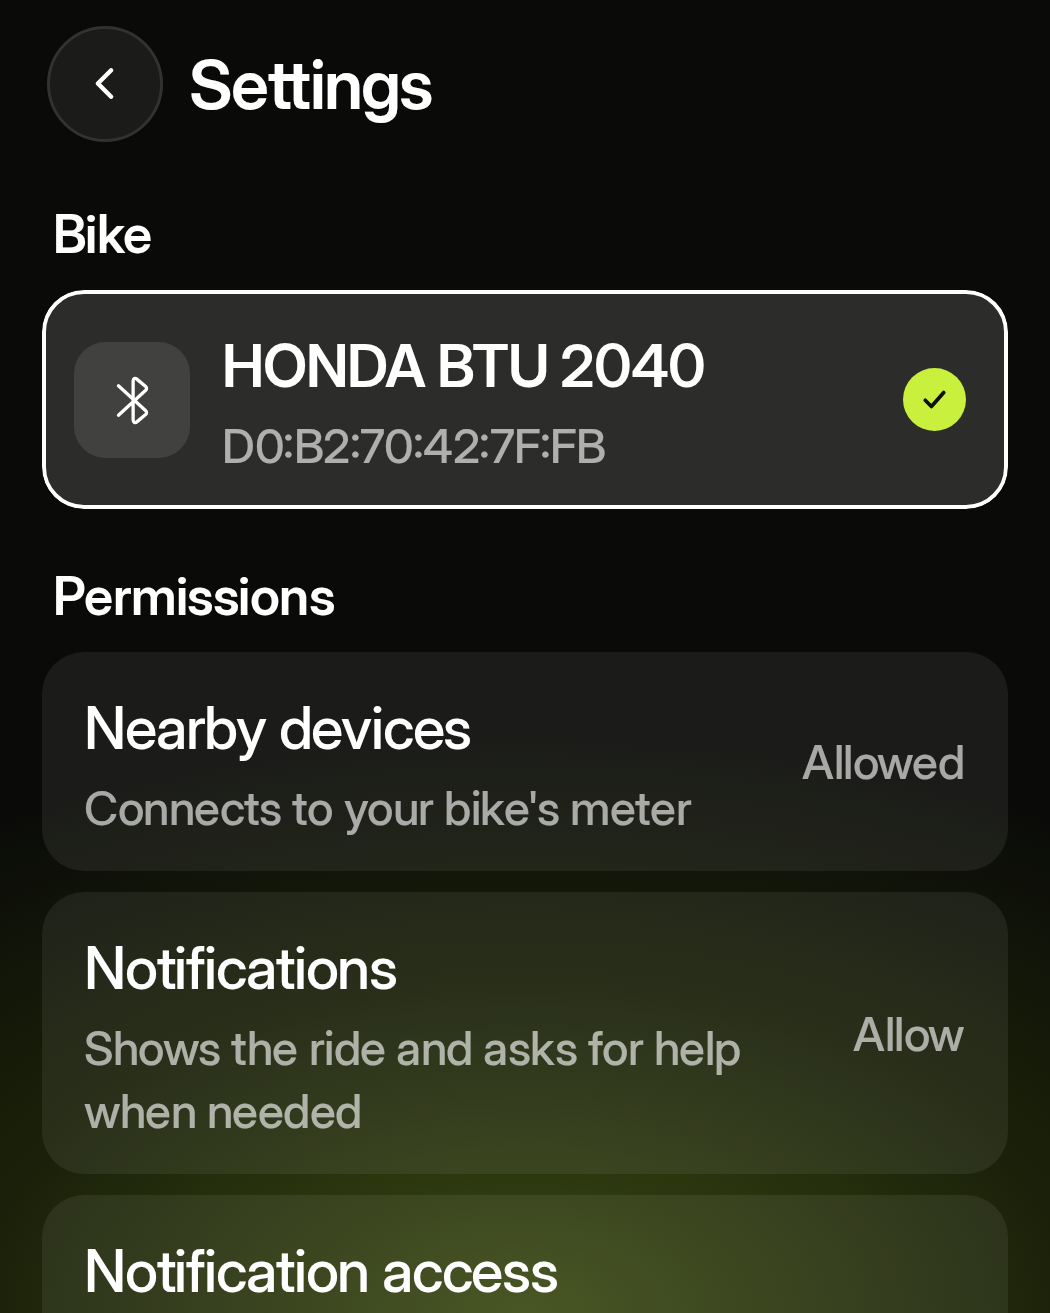 Settings
Bike
HONDA BTU 2040
D0:B2:70:42:7F:FB
Permissions
Nearby devices
Connects to your bike's meter
Allowed
Notifications
Shows the ride and asks for help
when needed
Allow
Notification access